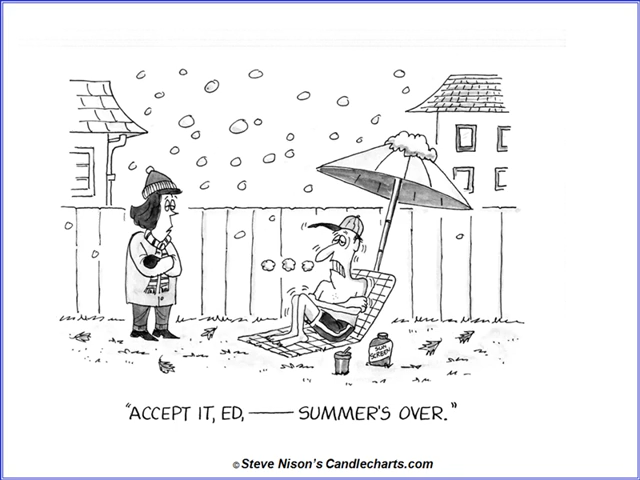 SUN
SCREEN
"ACCEPT IT, ED, — SUMMER'S OVER."
©Steve Nison's Candlecharts.com